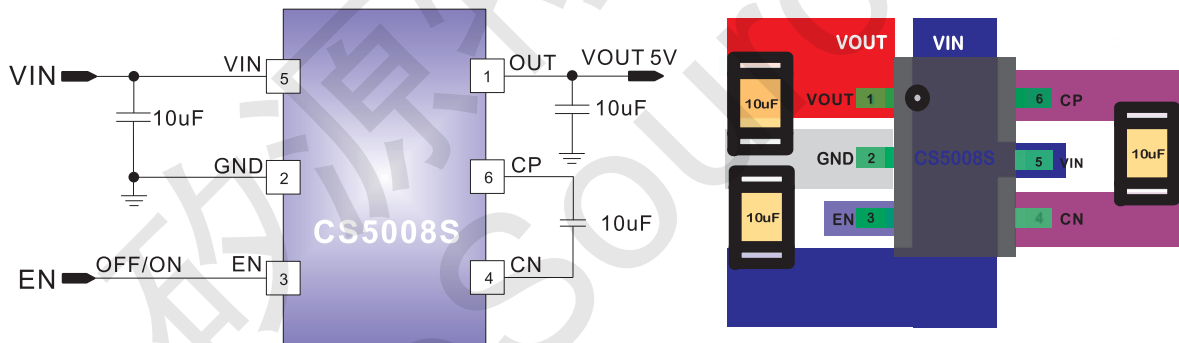 VIN
VIN
5
10uF
GND
2
EN
OFF/ON
EN
3
CS5008S
1
OUT
VOUT 5V
10uF
6
CP
10uF
4
CN
VOUT
VIN
10uF
VOUT
1
6
CP
GND
2
CS5008S
5
VIN
10uF
10uF
EN
3
4
CN